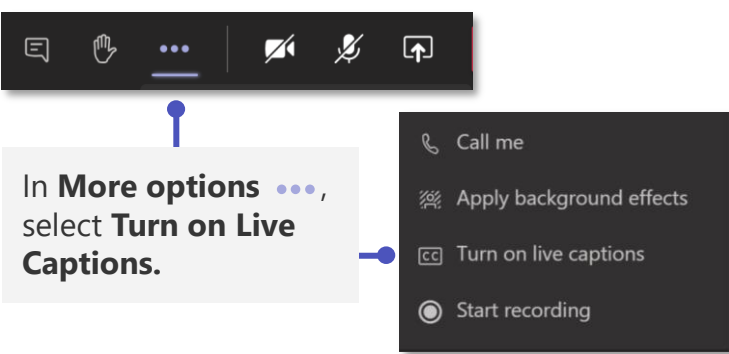 In More options •••,
select Turn on Live
Captions.
Call me
Apply background effects
CC Turn on live captions
Start recording